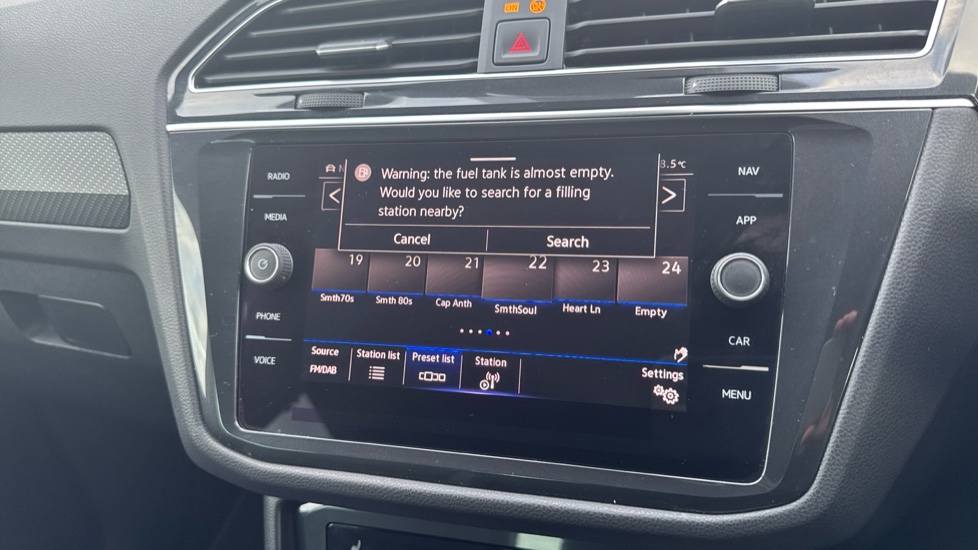 ON
RADIO
MEDIA
PHONE
VOICE
3.5°C
Warning: the fuel tank is almost empty.
Would you like to search for a filling
station nearby?
Cancel Search
19 20 21 22 23 24
Smth70s Smth 80s Cap Anth SmthSoul Heart Ln Empty
Source Station list Preset list Station Settings
FM/DAB
NAV
APP
CAR
MENU